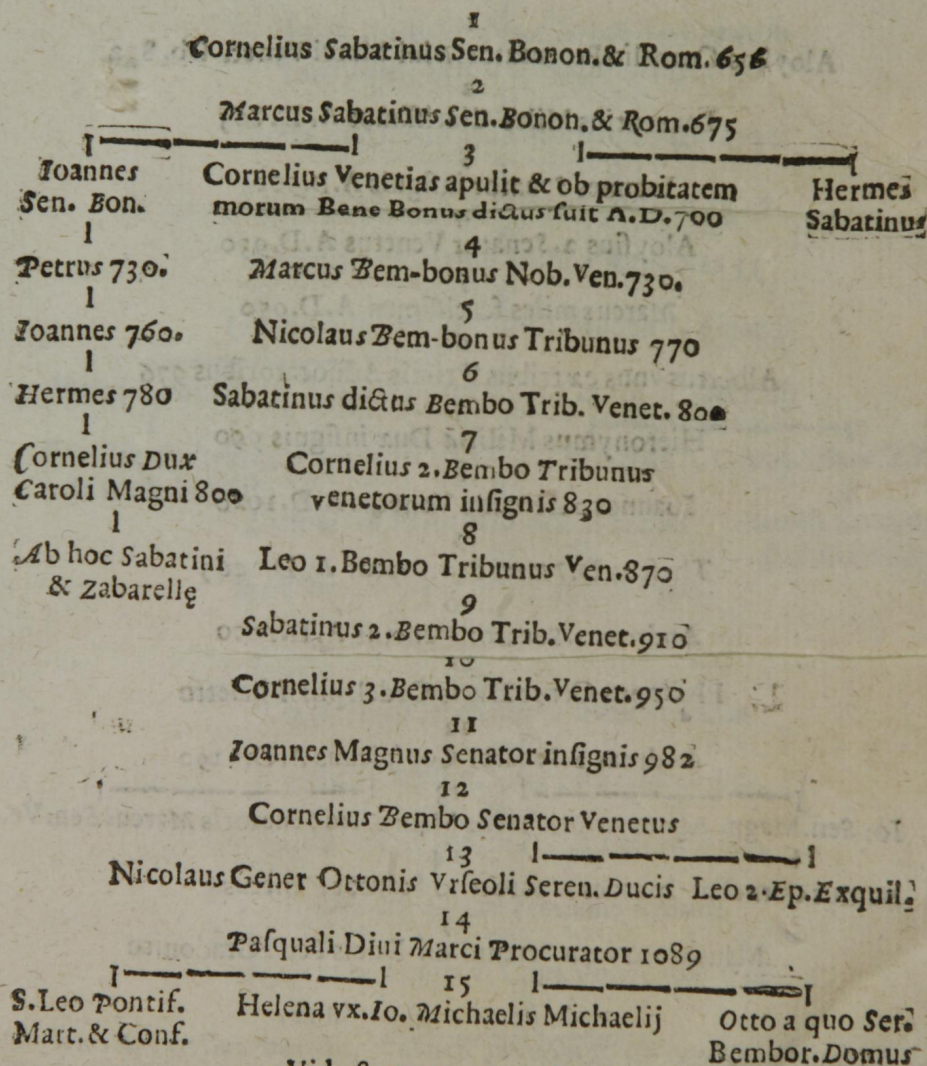 1
Cornelius Sabatinus Sen. Bonon. & Rom. 656
2
Marcus Sabatinus Sen. Bonon. & Rom. 675
3
Ioannes
Sen. Bon.
Cornelius Venetias apulit & ob probitatem
morum Bene Bonus dictus fuit A.D. 700
Hermes
Sabatinus
4
Petrus 730.
Marcus Bem-bonus Nob. Ven. 730.
5
Ioannes 760.
Nicolaus Bem-bonus Tribunus 770
6
Hermes 780
Sabatinus dictus Bembo Trib. Venet. 800
7
Cornelius Dux
Caroli Magni 800
Cornelius 2. Bembo Tribunus
venetorum insignis 830
8
Ab hoc Sabatini
& Zabarellę
Leo 1. Bembo Tribunus Ven. 870
9
Sabatinus 2. Bembo Trib. Venet. 910
10
Cornelius 3. Bembo Trib. Venet. 950
11
Ioannes Magnus Senator insignis 982
12
Cornelius Bembo Senator Venetus
13
Nicolaus Gener Ottonis Vrseoli Seren. Ducis Leo 2. Ep. Exquil.
14
Pasquali Diui Marci Procurator 1089
15
S. Leo Pontif.
Mart. & Conf.
Helena vx. Io. Michaelis Michaelij
Otto a quo Ser.
Bembor. Domus